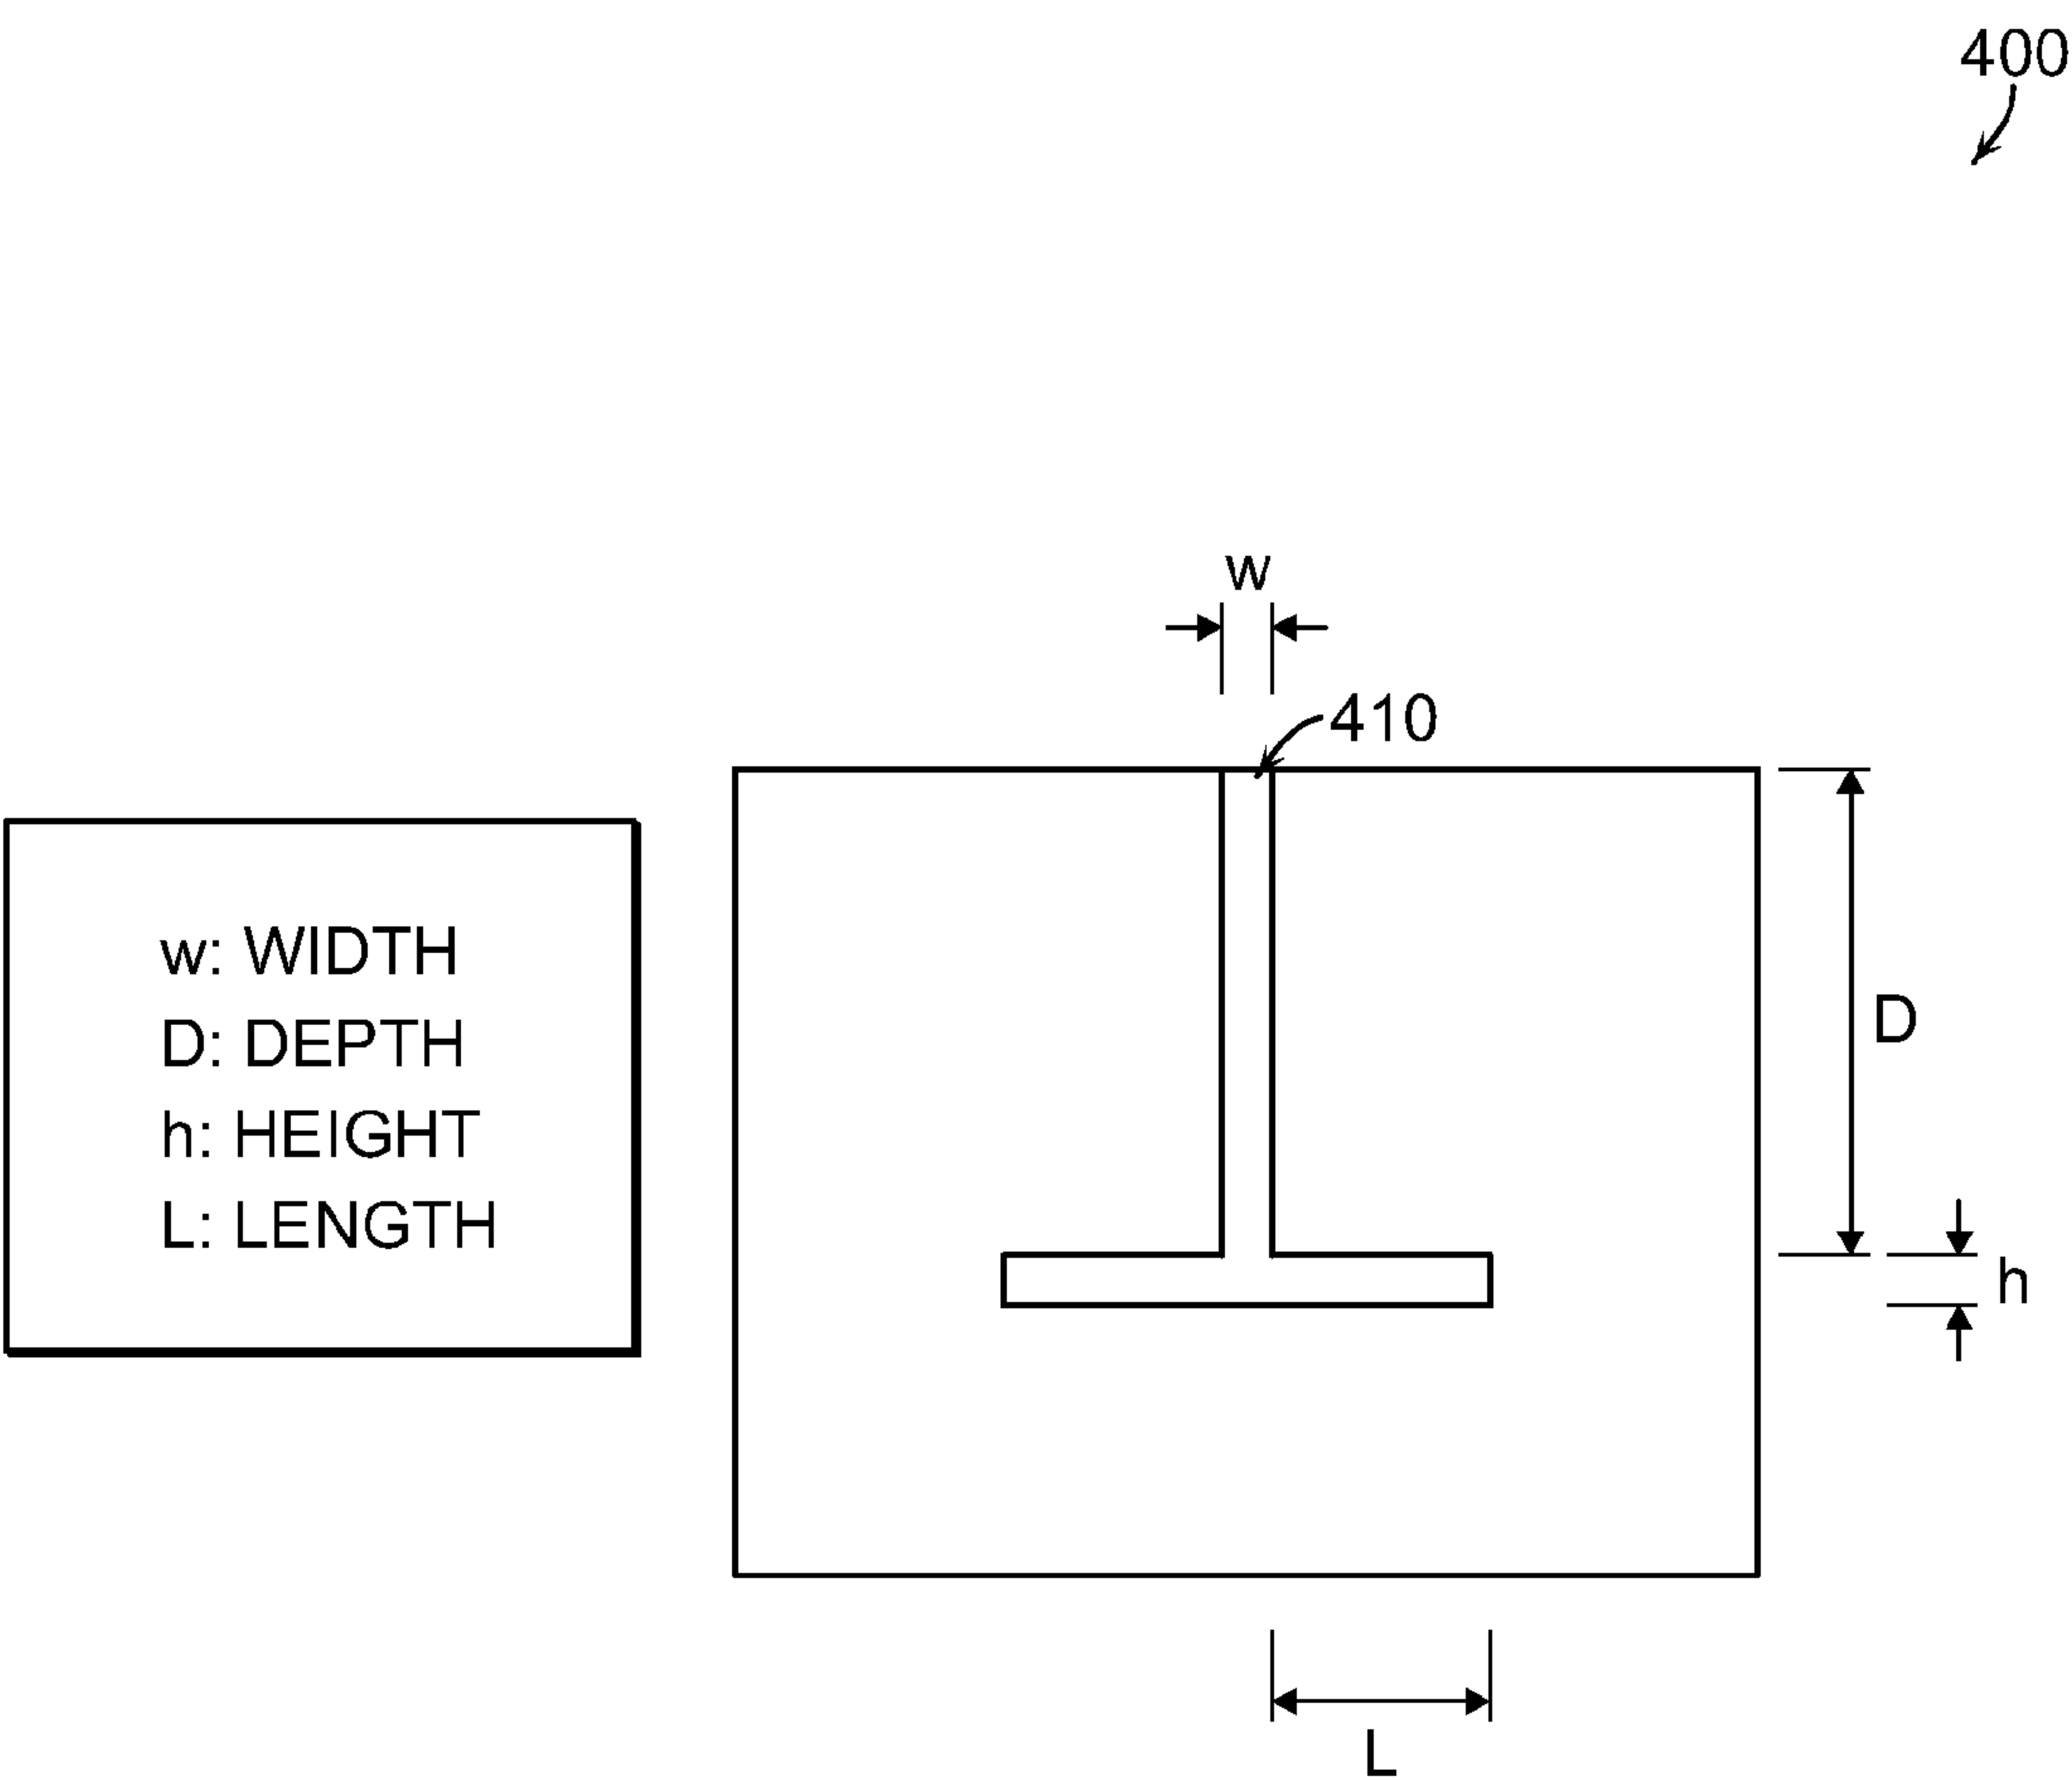 400
w
410
w: WIDTH
D: DEPTH
h: HEIGHT
L: LENGTH
D
h
L